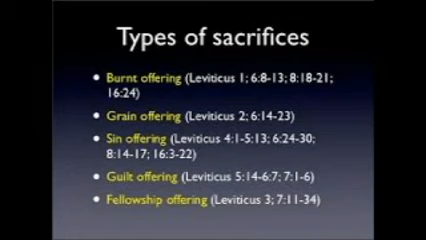 Types of sacrifices
• Burnt offering (Leviticus 1; 6:8-13; 8:18-21;
16:24)
• Grain offering (Leviticus 2; 6:14-23)
• Sin offering (Leviticus 4:1-5:13; 6:24-30;
8:14-17; 16:3-22)
• Guilt offering (Leviticus 5:14-6:7; 7:1-6)
• Fellowship offering (Leviticus 3; 7:11-34)